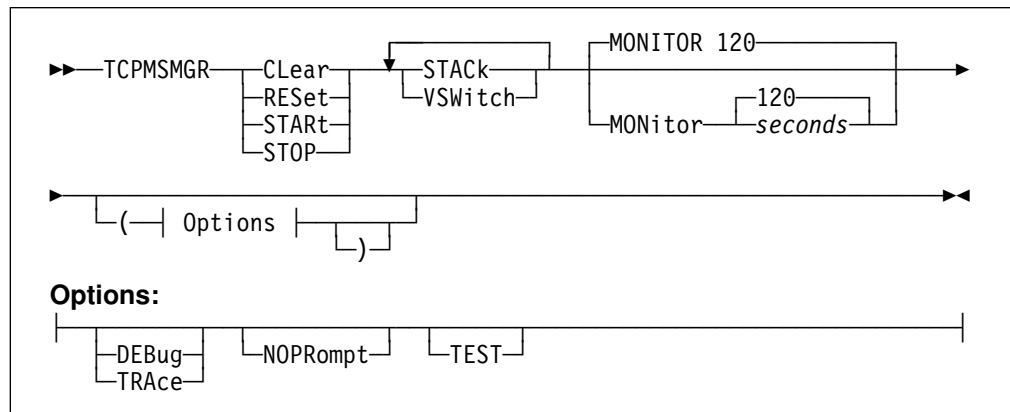 MONITOR 120
TCPMSMGR CLear STACk
RESet VSWitch 120
STARt MONitor seconds
STOP
( Options
)
Options:
DEBug NOPRompt TEST
TRAce